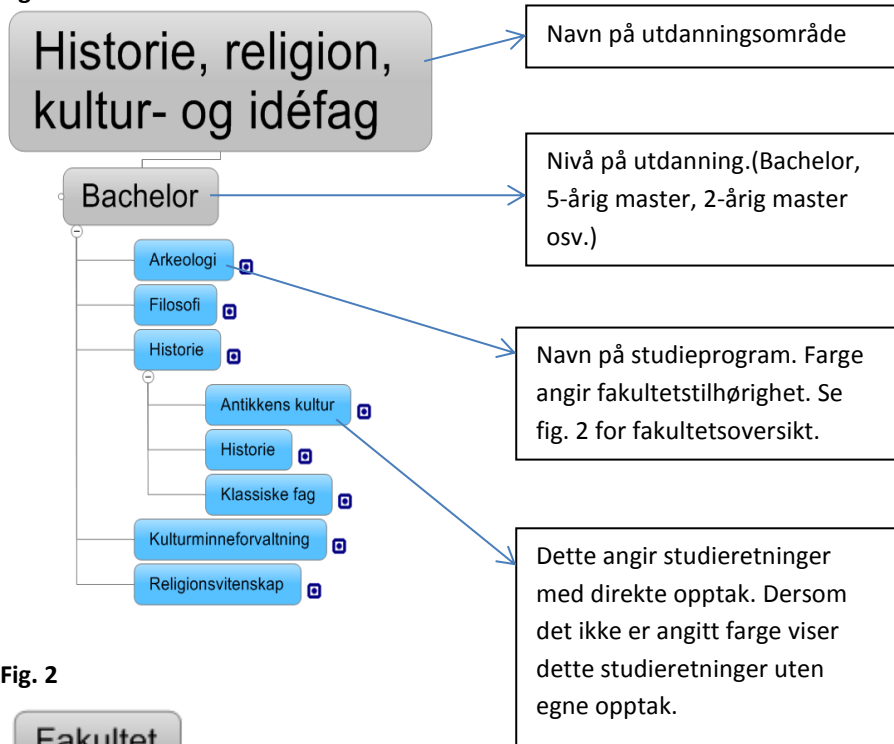 Historie, religion,
kultur- og idéfag
Navn på utdanningsområde
Bachelor
Nivå på utdanning.(Bachelor,
5-årig master, 2-årig master
osv.)
Arkeologi
Filosofi
Historie
Antikkens kultur
Historie
Klassiske fag
Kulturminneforvaltning
Religionsvitenskap
Navn på studieprogram. Farge
angir fakultetstilhørighet. Se
fig. 2 for fakultetsoversikt.
Dette angir studieretninger
med direkte opptak. Dersom
det ikke er angitt farge viser
dette studieretninger uten
egne opptak.
Fig. 2
Fakultet